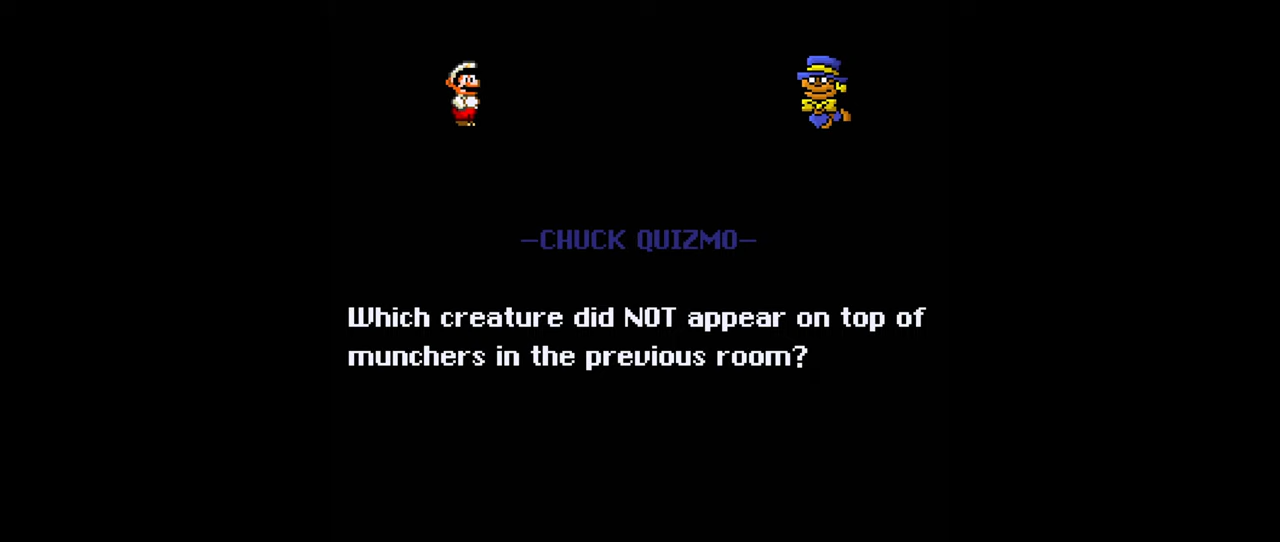 —CHUCK QUIZMO—
Which creature did NOT appear on top of
munchers in the previous room?